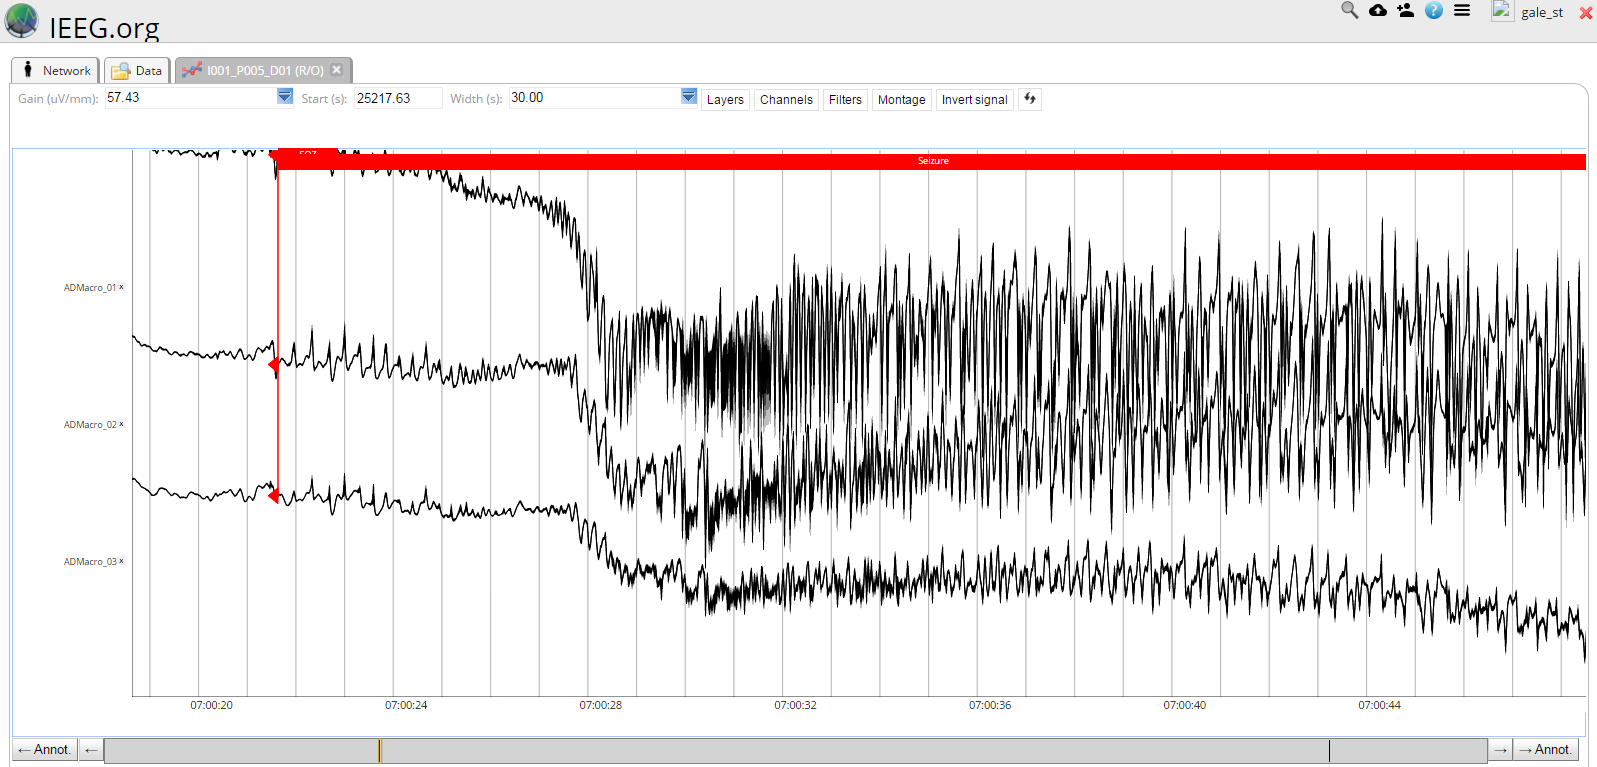 IEEG.org
gale_st
Network Data I001_P005_D01 (R/O)
Gain (uV/mm): 57.43 Start (s): 25217.63 Width (s): 30.00 Layers Channels Filters Montage Invert signal
Seizure
ADMacro_01 x
ADMacro_02 x
ADMacro_03 x
07:00:20 07:00:24 07:00:28 07:00:32 07:00:36 07:00:40 07:00:44
← Annot. ← → → Annot.